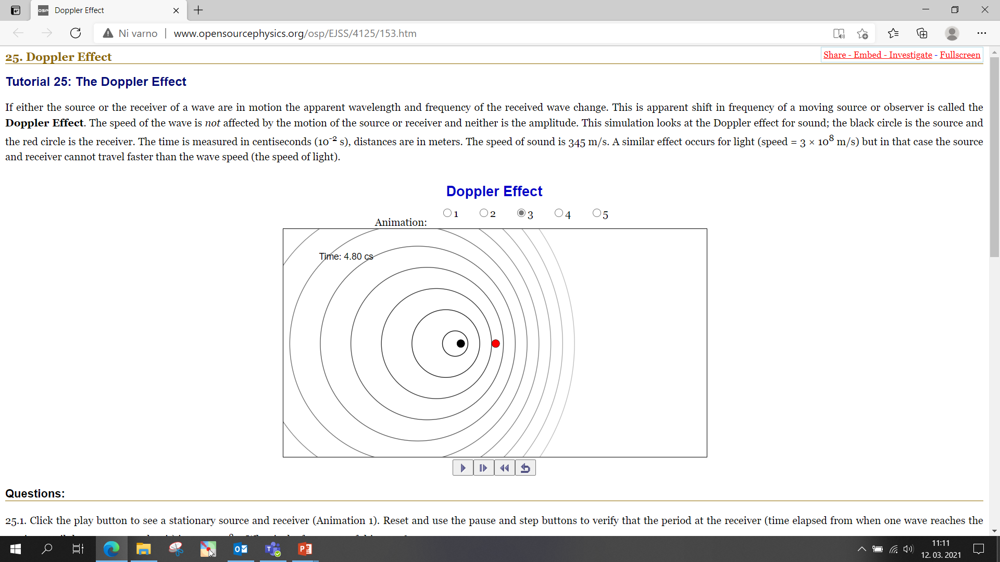 OSP Doppler Effect
Ni varno | www.opensourcephysics.org/osp/EJSS/4125/153.htm
25. Doppler Effect
Share - Embed - Investigate - Fullscreen
Tutorial 25: The Doppler Effect
If either the source or the receiver of a wave are in motion the apparent wavelength and frequency of the received wave change. This is apparent shift in frequency of a moving source or observer is called the
Doppler Effect. The speed of the wave is not affected by the motion of the source or receiver and neither is the amplitude. This simulation looks at the Doppler effect for sound; the black circle is the source and
the red circle is the receiver. The time is measured in centiseconds (10⁻² s), distances are in meters. The speed of sound is 345 m/s. A similar effect occurs for light (speed = 3 × 10⁸ m/s) but in that case the source
and receiver cannot travel faster than the wave speed (the speed of light).
Doppler Effect
Animation: 1 2 3 4 5
Time: 4.80 cs
Questions:
25.1. Click the play button to see a stationary source and receiver (Animation 1). Reset and use the pause and step buttons to verify that the period at the receiver (time elapsed from when one wave reaches the
11:11
12. 03. 2021